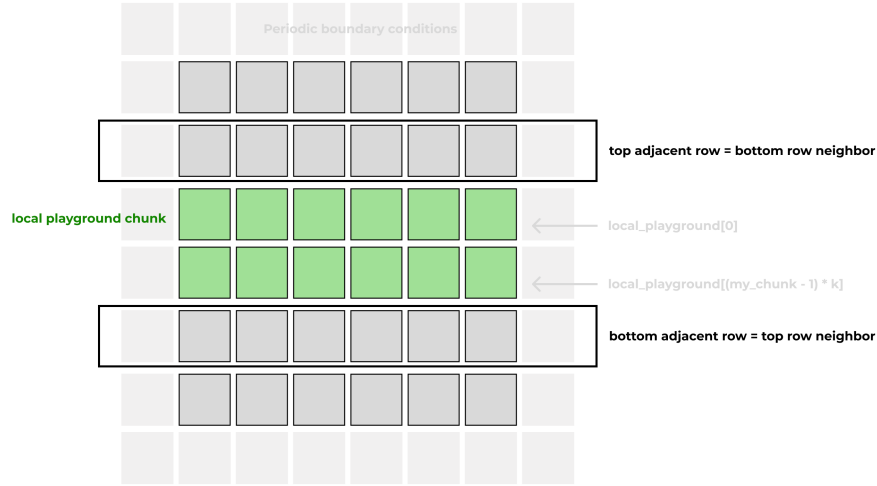 Periodic boundary conditions
top adjacent row = bottom row neighbor
local playground chunk
local_playground[0]
local_playground[(my_chunk - 1) * k]
bottom adjacent row = top row neighbor